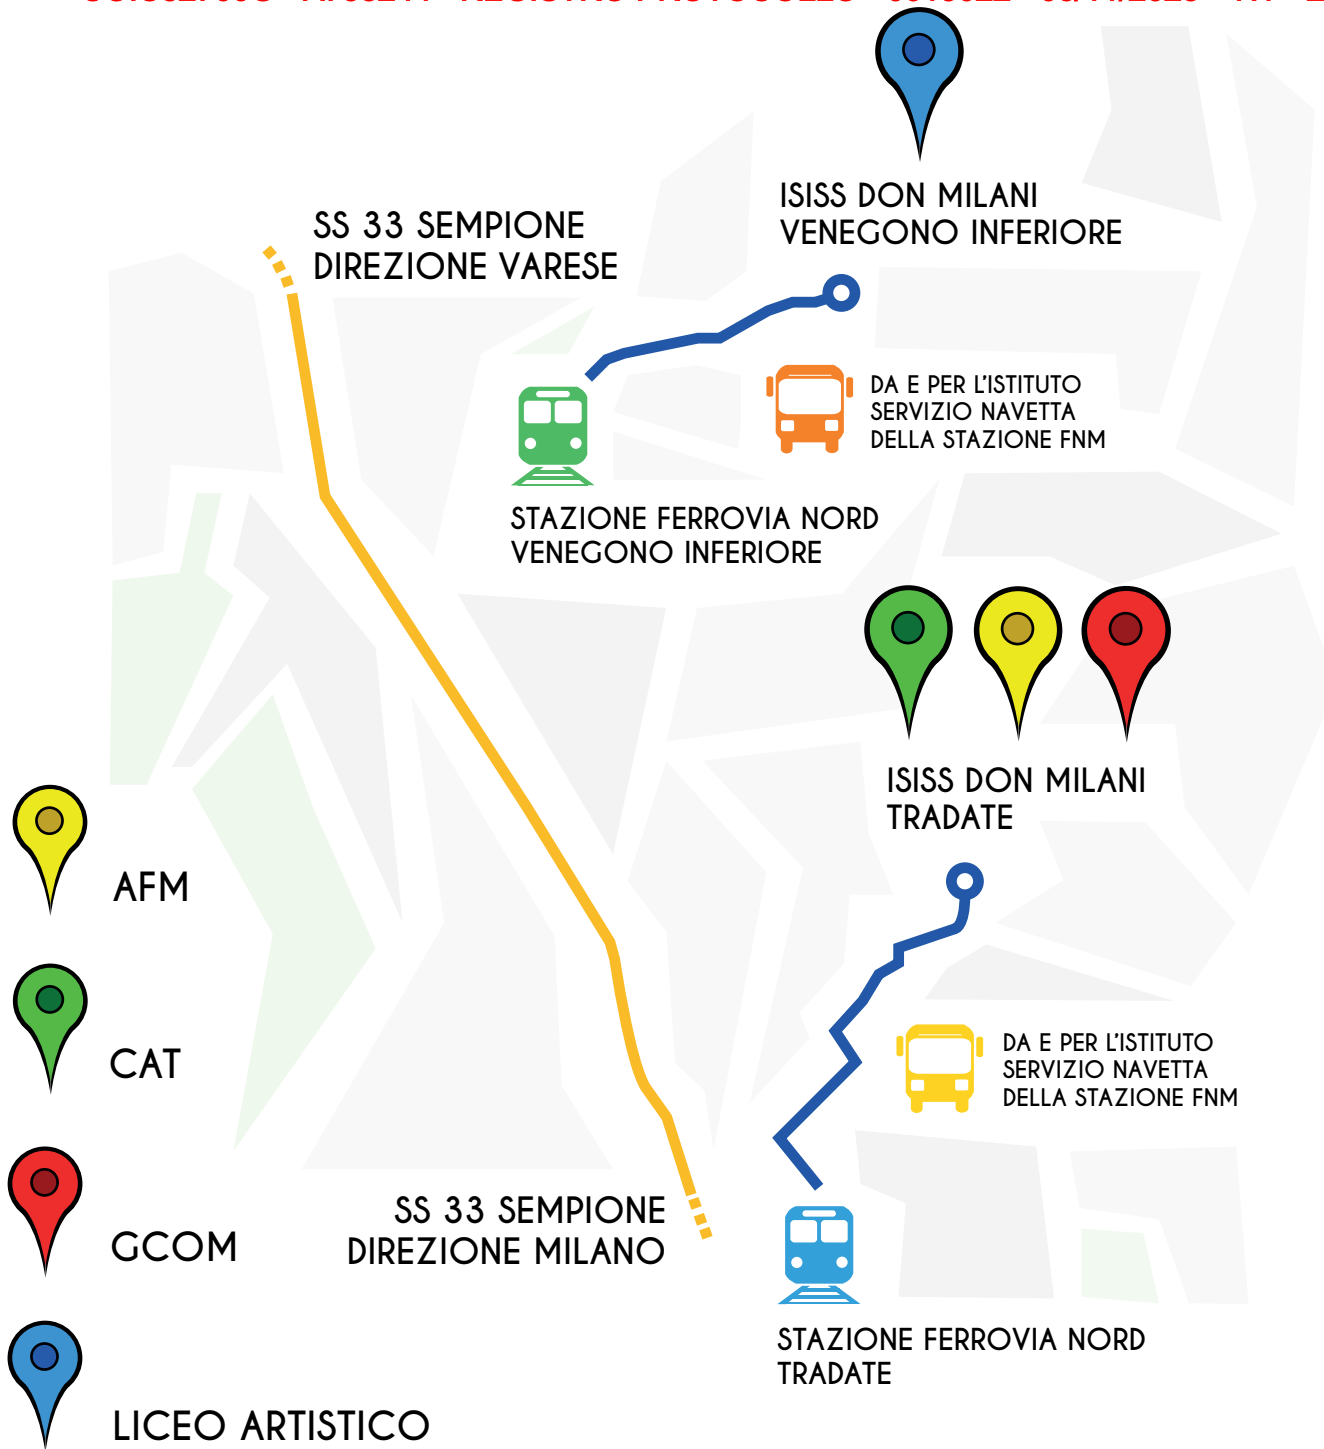 ISISS DON MILANI
VENEGONO INFERIORE
SS 33 SEMPIONE
DIREZIONE VARESE
DA E PER L'ISTITUTO
SERVIZIO NAVETTA
DELLA STAZIONE FNM
STAZIONE FERROVIA NORD
VENEGONO INFERIORE
ISISS DON MILANI
TRADATE
AFM
CAT
DA E PER L'ISTITUTO
SERVIZIO NAVETTA
DELLA STAZIONE FNM
GCOM
SS 33 SEMPIONE
DIREZIONE MILANO
STAZIONE FERROVIA NORD
TRADATE
LICEO ARTISTICO